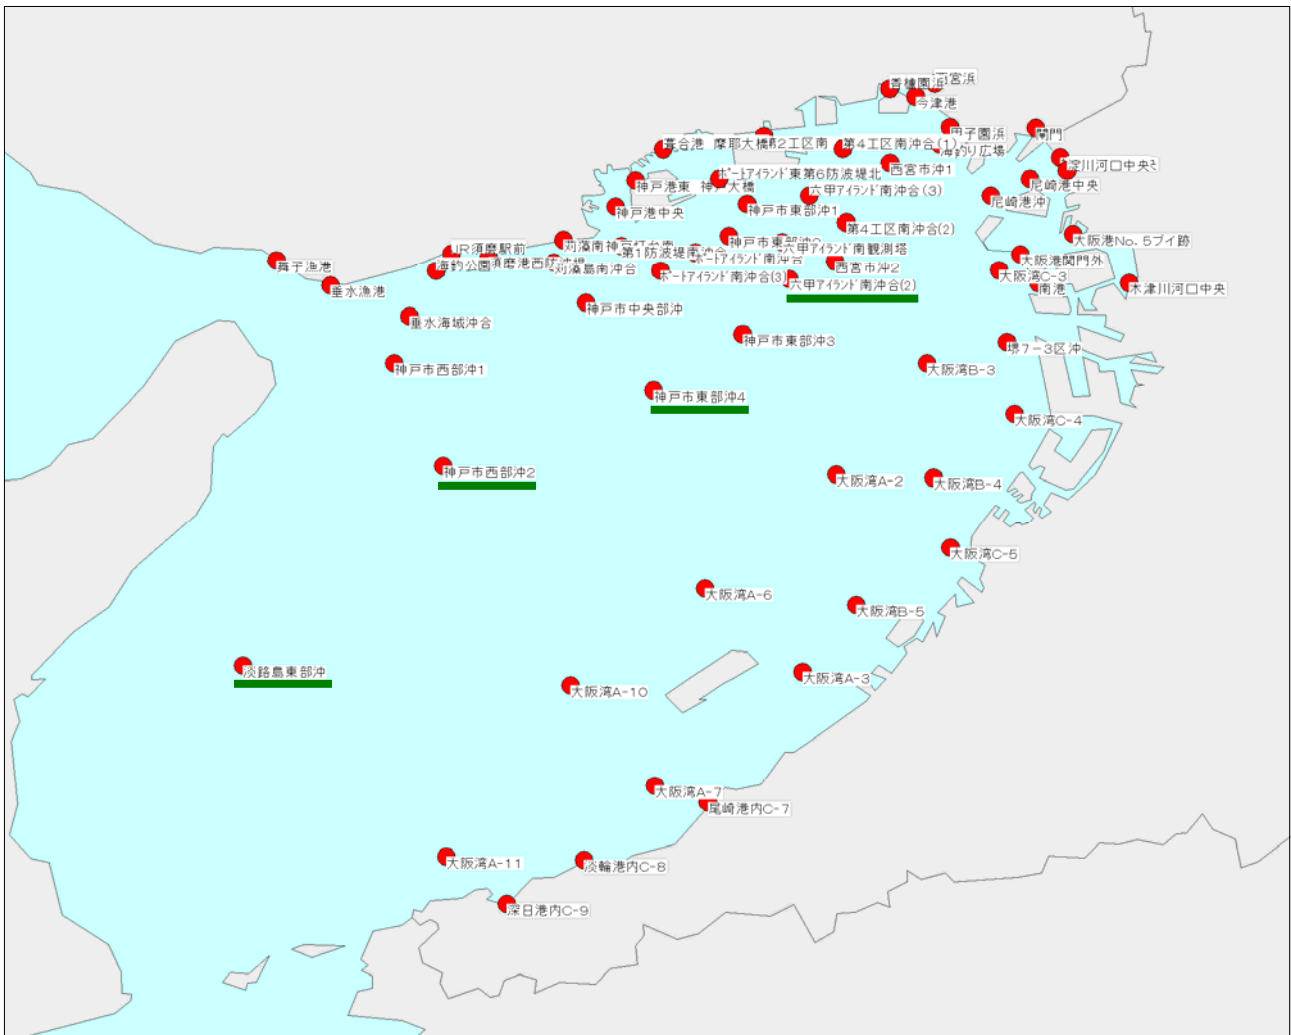 香櫨園浜
西宮浜
今津港
甲子園浜
閘門
葺合港 摩耶大橋
第2工区南
第4工区南沖合(1)
海釣り広場
淀川河口中央
西宮市沖1
ポートアイランド東第6防波堤北
神戸港東 神戸大橋
六甲アイランド南沖合(3)
尼崎港中央
尼崎港沖
神戸港中央
神戸市東部沖1
第4工区南沖合(2)
大阪港No.5ブイ跡
JR須磨駅前
苅藻南
神戸灯台南
第1防波堤南沖合
神戸市東部沖2
六甲アイランド南観測塔
大阪港関門外
舞子漁港
海釣公園
須磨港西防波堤
苅藻島南沖合
ポートアイランド南沖合
ポートアイランド南沖合(3)
西宮市沖2
大阪湾C-3
垂水漁港
六甲アイランド南沖合(2)
南港
木津川河口中央
神戸市中央部沖
垂水海域沖合
神戸市東部沖3
堺7-3区沖
神戸市西部沖1
大阪湾B-3
神戸市東部沖4
大阪湾C-4
神戸市西部沖2
大阪湾A-2
大阪湾B-4
大阪湾C-5
大阪湾A-6
大阪湾B-5
淡路島東部沖
大阪湾A-3
大阪湾A-10
大阪湾A-7
尾崎港内C-7
大阪湾A-11
淡輪港内C-8
深日港内C-9